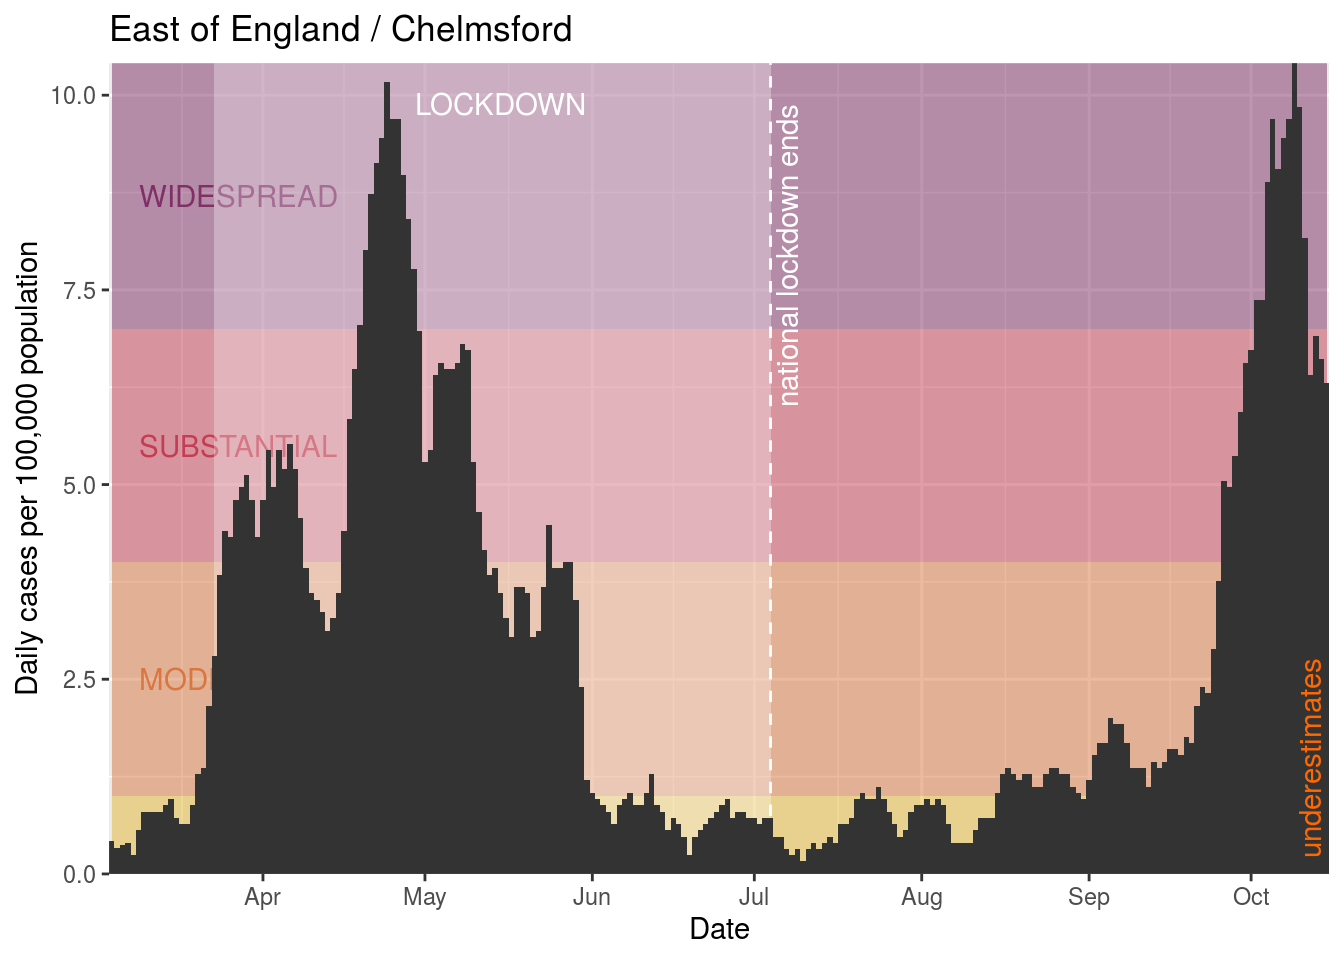 East of England / Chelmsford
10.0
7.5
5.0
2.5
0.0
Daily cases per 100,000 population
LOCKDOWN
WIDESPREAD
national lockdown ends
SUBSTANTIAL
underestimates
Apr
May
Jun
Jul
Aug
Sep
Oct
Date